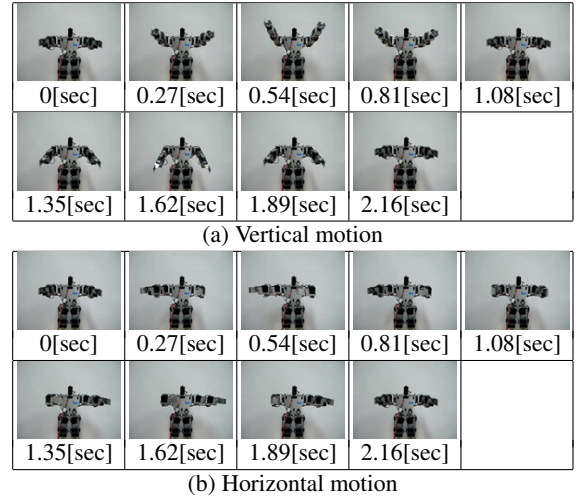 0[sec] 0.27[sec] 0.54[sec] 0.81[sec] 1.08[sec]
1.35[sec] 1.62[sec] 1.89[sec] 2.16[sec]
(a) Vertical motion
0[sec] 0.27[sec] 0.54[sec] 0.81[sec] 1.08[sec]
1.35[sec] 1.62[sec] 1.89[sec] 2.16[sec]
(b) Horizontal motion